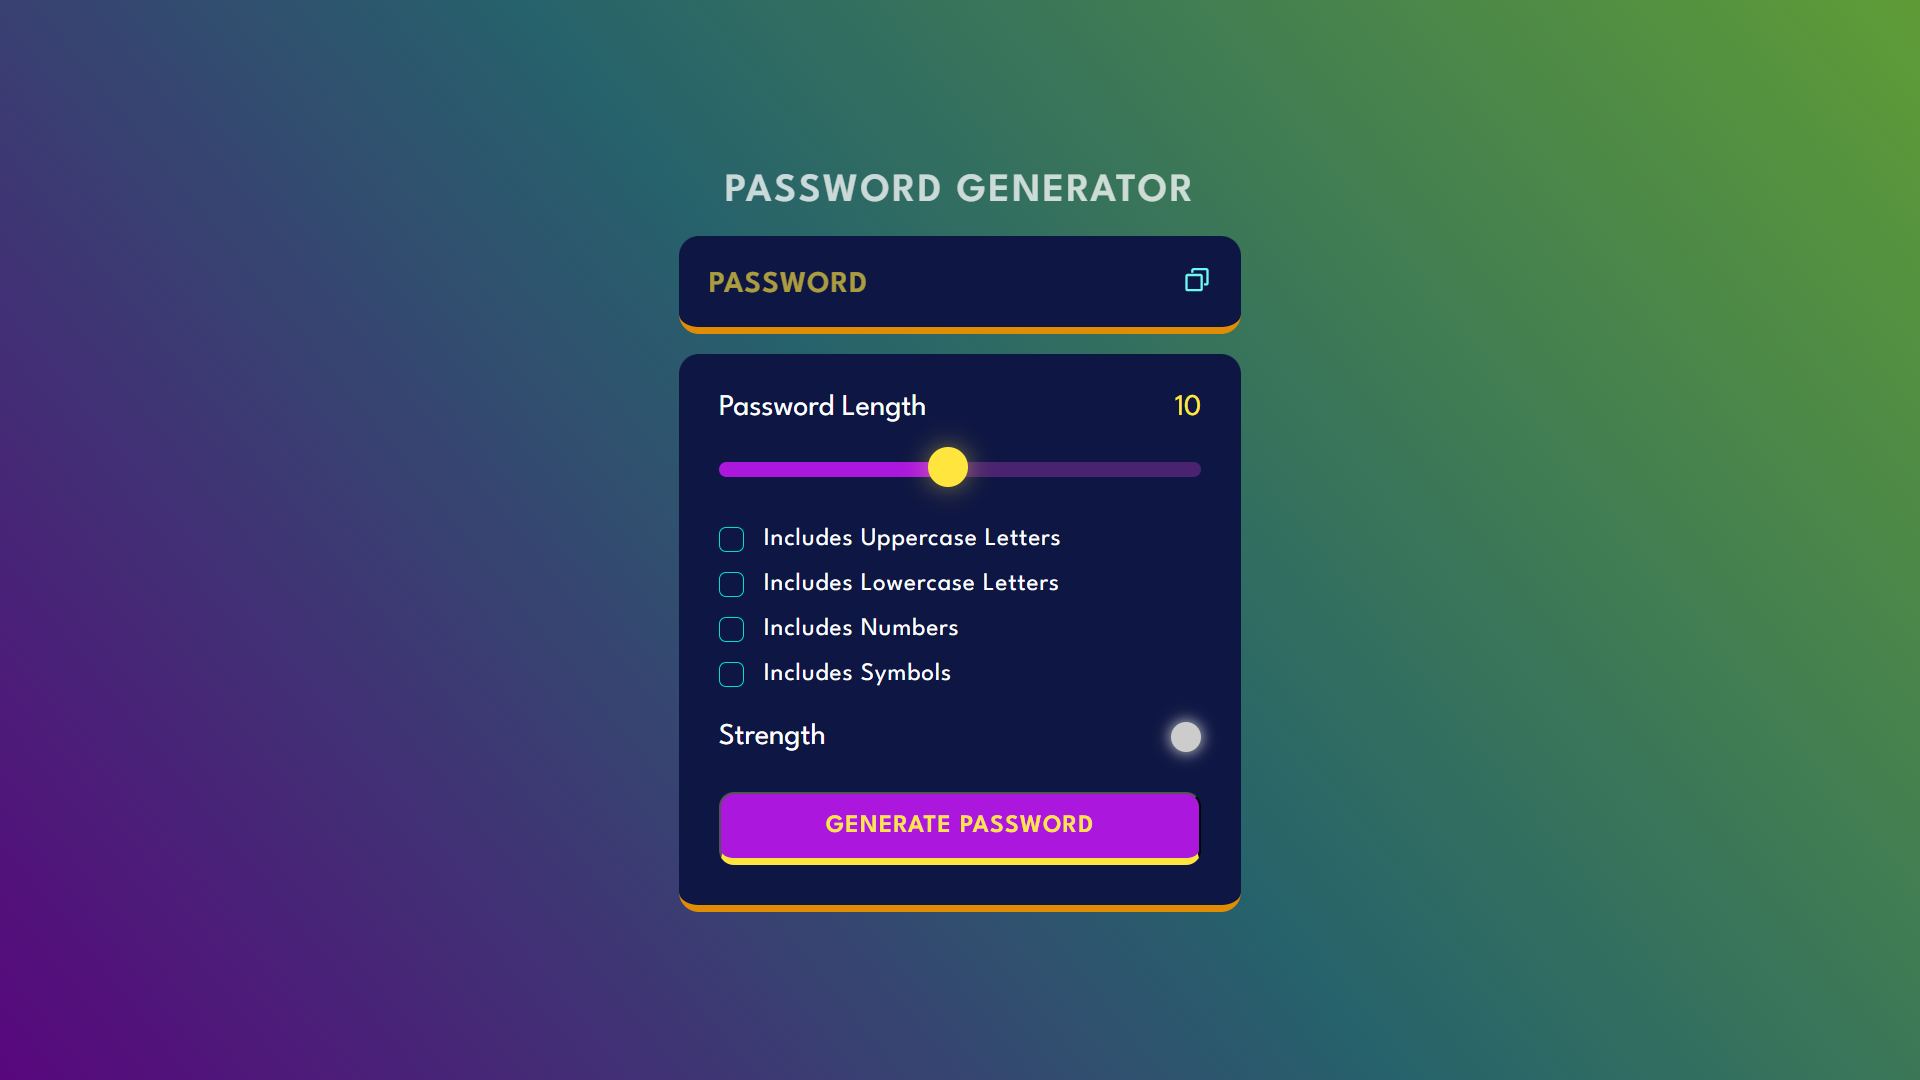 PASSWORD GENERATOR
PASSWORD
Password Length 10
Includes Uppercase Letters
Includes Lowercase Letters
Includes Numbers
Includes Symbols
Strength
GENERATE PASSWORD